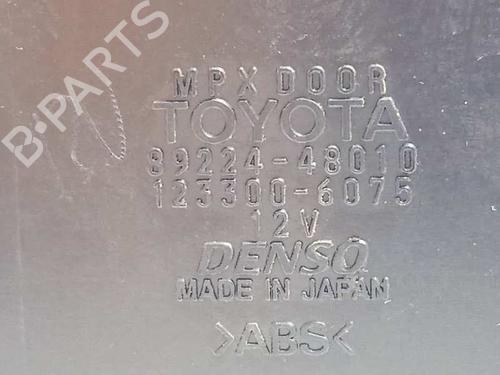 B-PARTS
MPX DOOR
TOYOTA
89224-48010
123300-6075
12V
DENSO
MADE IN JAPAN
>ABS<